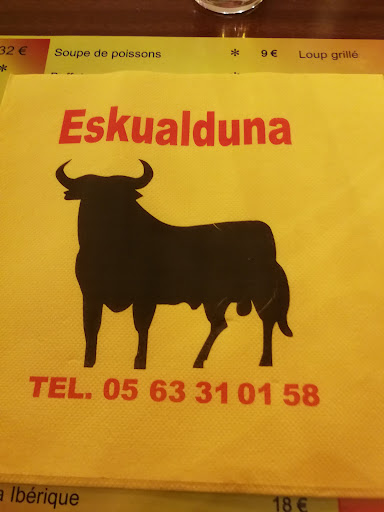 32 € Soupe de poissons * 9 € Loup grillé
*
Eskualduna
TEL. 05 63 31 01 58
Ibérique
18 €